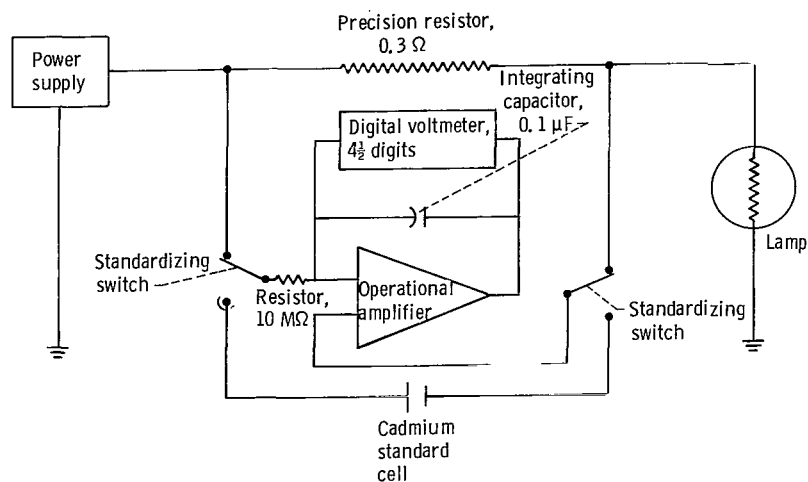 Precision resistor,
0.3 Ω
Power
supply
Integrating
capacitor,
0.1 μF
Digital voltmeter,
4½ digits
Lamp
Standardizing
switch
Resistor,
10 MΩ
Operational
amplifier
Standardizing
switch
Cadmium
standard
cell